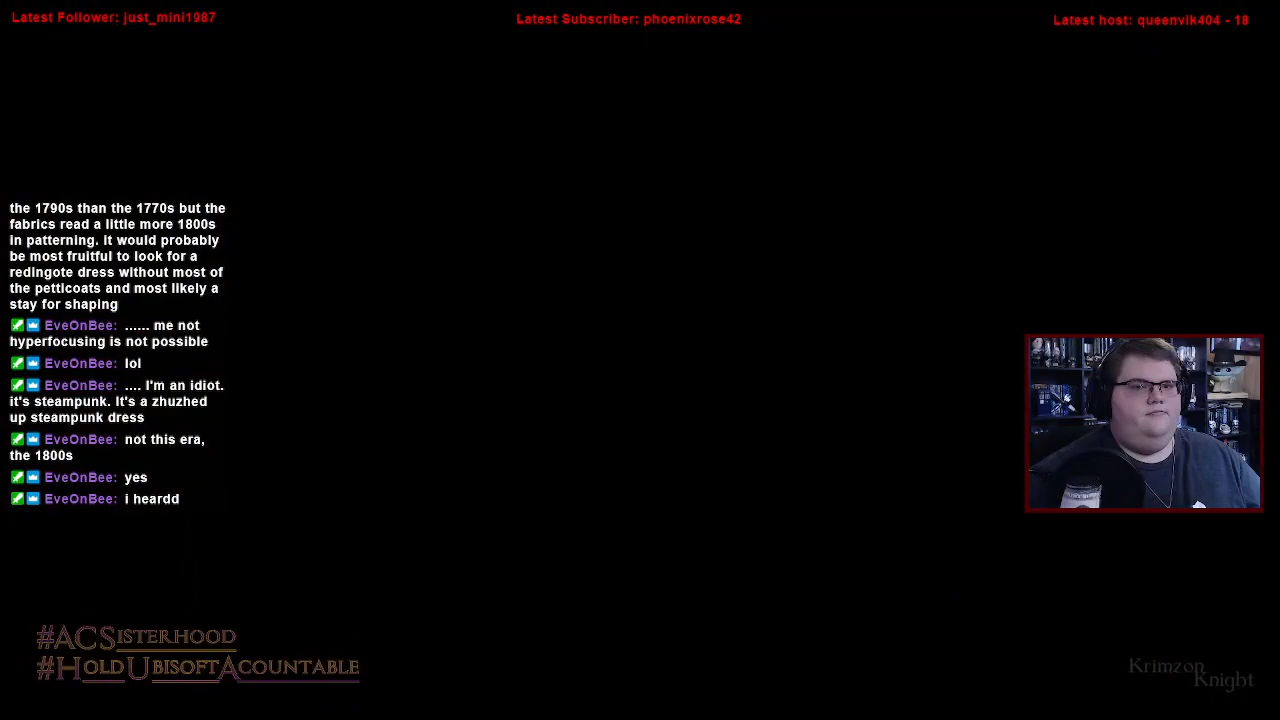 Latest Follower: just_mini1987
Latest Subscriber: phoenixrose42
Latest host: queenvik404 - 18
the 1790s than the 1770s but the
fabrics read a little more 1800s
in patterning. It would probably
be most fruitful to look for a
redingote dress without most of
the petticoats and most likely a
stay for shaping
EveOnBee: ...... me not
hyperfocusing is not possible
EveOnBee: lol
EveOnBee: .... I'm an idiot.
it's steampunk. It's a zhuzhed
up steampunk dress
EveOnBee: not this era,
the 1800s
EveOnBee: yes
EveOnBee: i heardd
#ACSisterhood
#HoldUbisoftAcountable
Krimzon
Knight